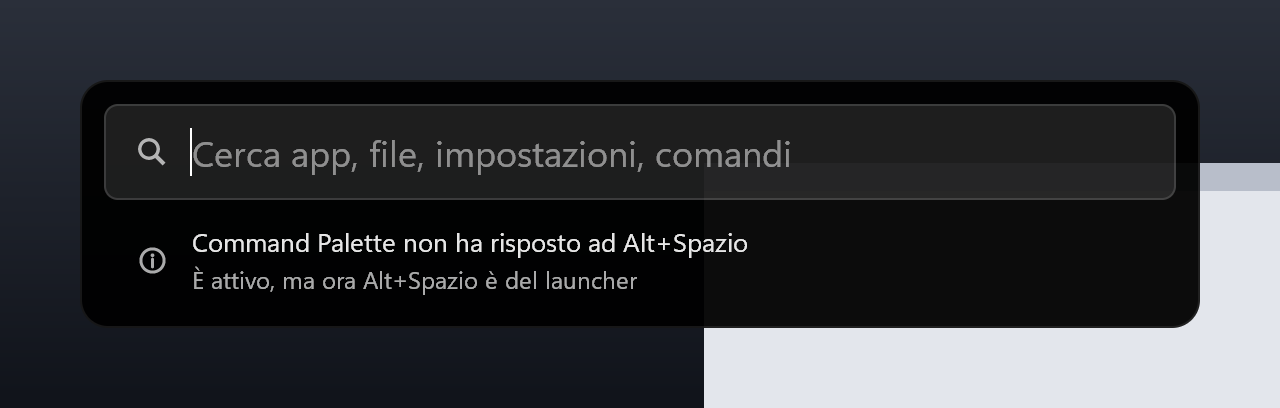 Cerca app, file, impostazioni, comandi
Command Palette non ha risposto ad Alt+Spazio
È attivo, ma ora Alt+Spazio è del launcher